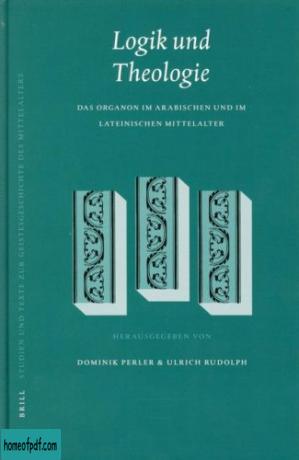 Logik und
Theologie
DAS ORGANON IM ARABISCHEN UND IM
LATEINISCHEN MITTELALTER
HERAUSGEGEBEN VON
DOMINIK PERLER & ULRICH RUDOLPH
BRILL STUDIEN UND TEXTE ZUR GEISTESGESCHICHTE DES MITTELALTERS
homeofpdf.com